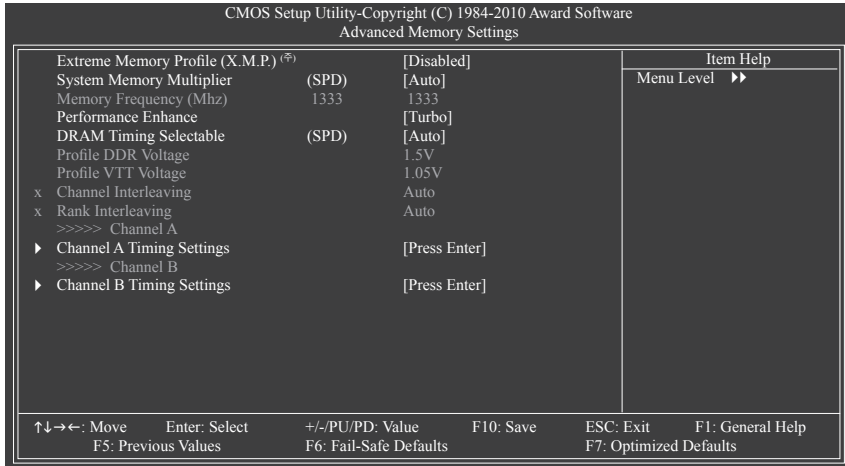 CMOS Setup Utility-Copyright (C) 1984-2010 Award Software
Advanced Memory Settings
Extreme Memory Profile (X.M.P.) (주) [Disabled]
System Memory Multiplier (SPD) [Auto]
Memory Frequency (Mhz) 1333 1333
Performance Enhance [Turbo]
DRAM Timing Selectable (SPD) [Auto]
Profile DDR Voltage 1.5V
Profile VTT Voltage 1.05V
x Channel Interleaving Auto
x Rank Interleaving Auto
>>>>> Channel A
Channel A Timing Settings [Press Enter]
>>>>> Channel B
Channel B Timing Settings [Press Enter]
Item Help
Menu Level
↑↓→←: Move Enter: Select +/-/PU/PD: Value F10: Save ESC: Exit F1: General Help
F5: Previous Values F6: Fail-Safe Defaults F7: Optimized Defaults